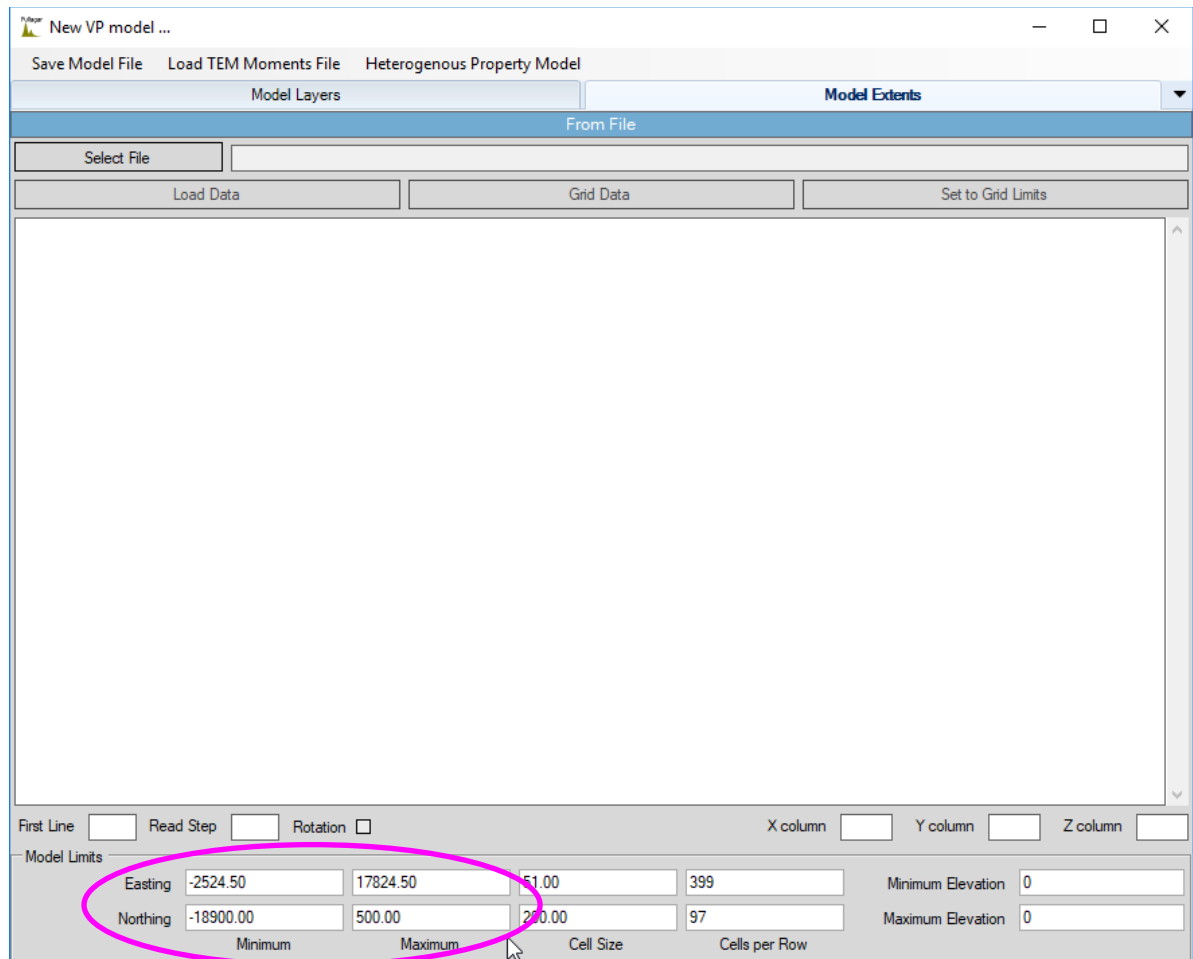 Fullagar
New VP model ...
Save Model File Load TEM Moments File Heterogenous Property Model
Model Layers Model Extents
From File
Select File
Load Data Grid Data Set to Grid Limits
First Line Read Step Rotation X column Y column Z column
Model Limits
Easting -2524.50 17824.50 51.00 399 Minimum Elevation 0
Northing -18900.00 500.00 200.00 97 Maximum Elevation 0
Minimum Maximum Cell Size Cells per Row